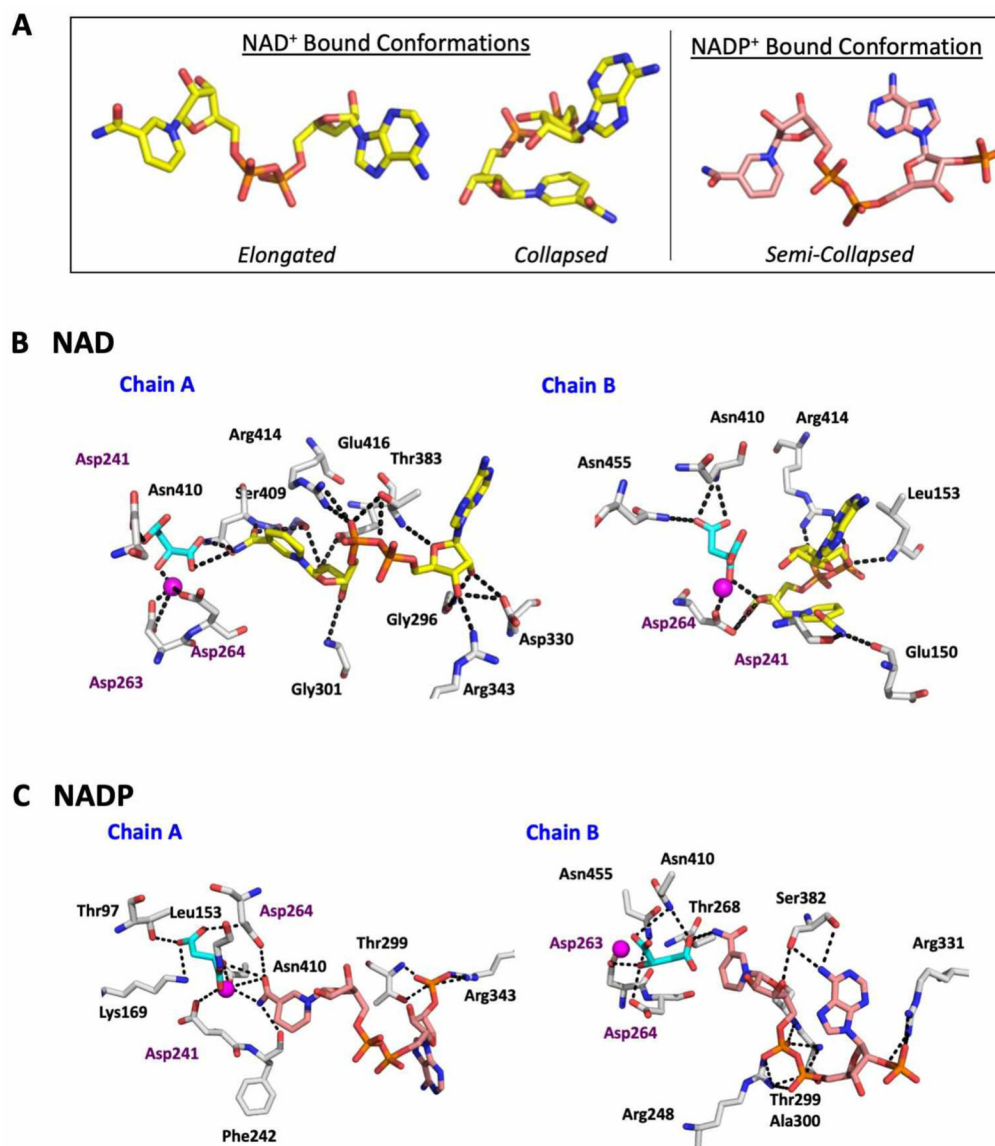 A
NAD⁺ Bound Conformations
NADP⁺ Bound Conformation
Elongated
Collapsed
Semi-Collapsed
B NAD
Chain A
Chain B
Arg414
Glu416
Thr383
Asp241
Asn410
Ser409
Gly296
Asp330
Asp264
Asp263
Gly301
Arg343
Asn410
Arg414
Asn455
Leu153
Asp264
Asp241
Glu150
C NADP
Chain A
Chain B
Thr97
Leu153
Asp264
Thr299
Asn410
Lys169
Arg343
Asp241
Phe242
Asn455
Asn410
Thr268
Ser382
Asp263
Arg331
Asp264
Arg248
Thr299
Ala300